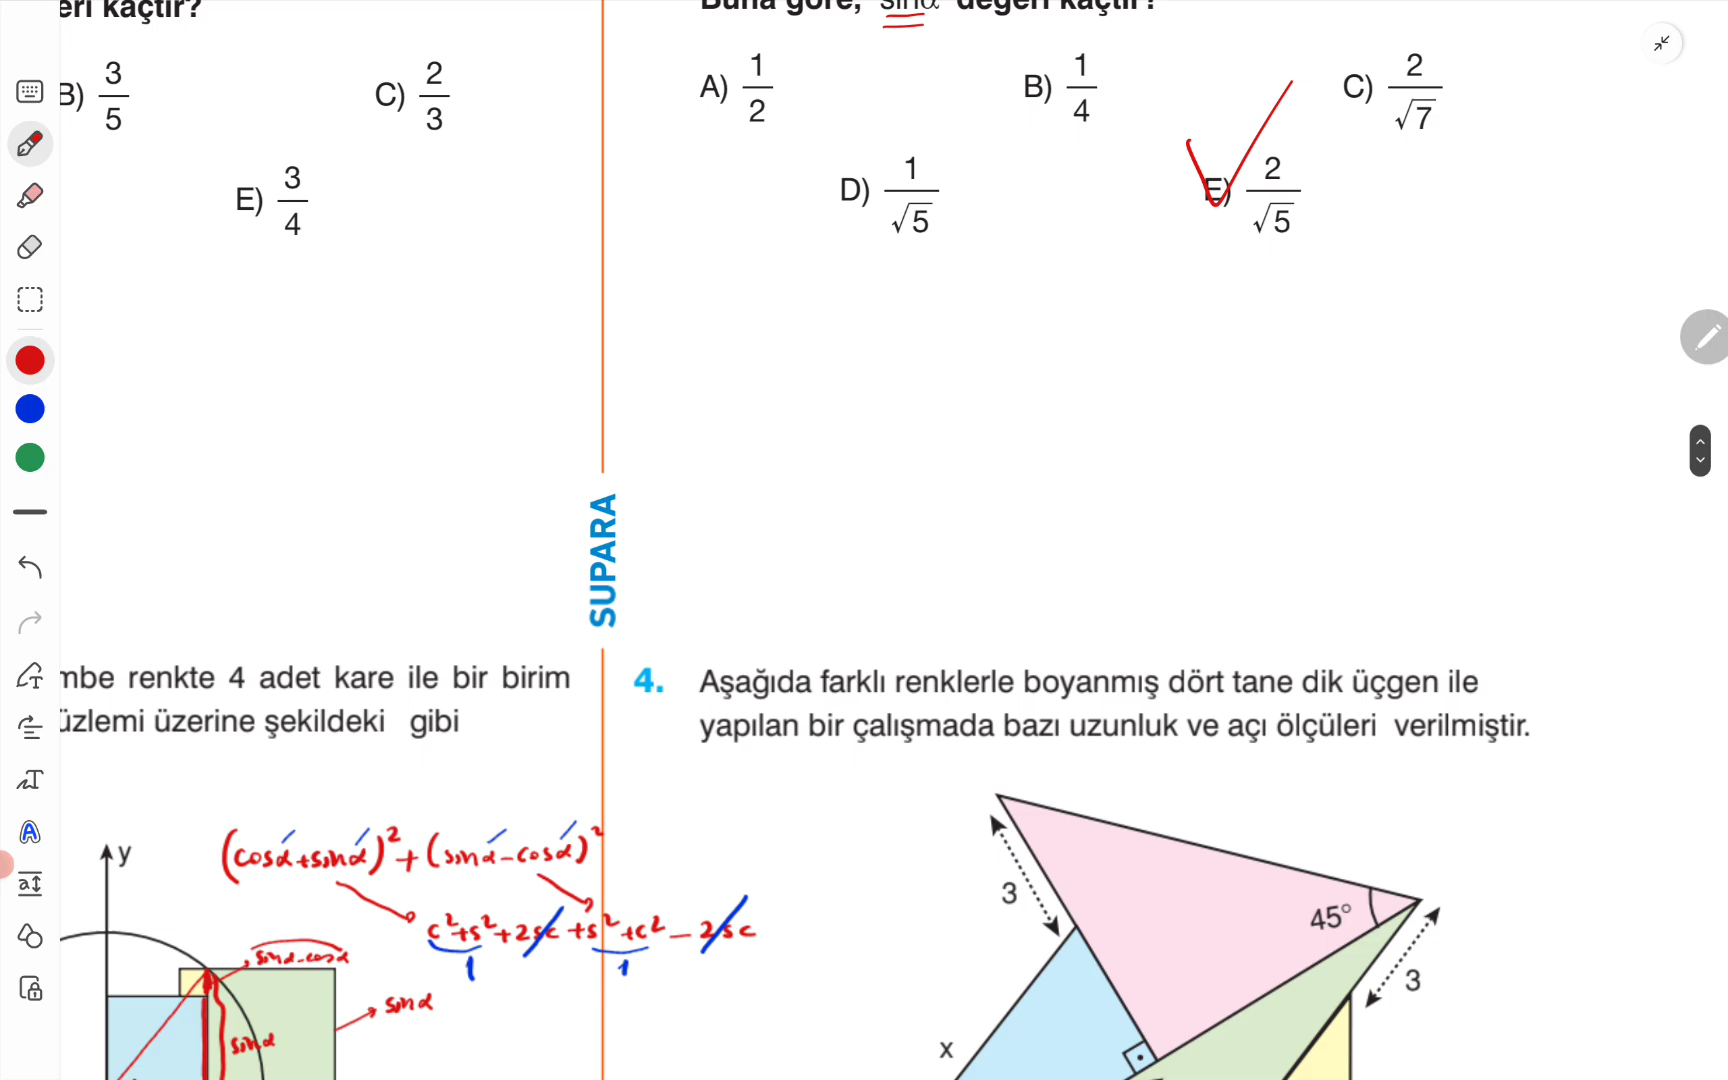 eri kaçtır?
B) 3/5
C) 2/3
E) 3/4
Buna göre, sinα değeri kaçtır?
A) 1/2
B) 1/4
C) 2/√7
D) 1/√5
E) 2/√5
SUPARA
mbe renkte 4 adet kare ile bir birim
üzlemi üzerine şekildeki gibi
y
(cosα+sinα)²+(sinα-cosα)²
c²+s²+2sc+s²+c²-2sc
1
1
sinα-cosα
sinα
sinα
4. Aşağıda farklı renklerle boyanmış dört tane dik üçgen ile
yapılan bir çalışmada bazı uzunluk ve açı ölçüleri verilmiştir.
3
45°
3
x
T
T
A
a